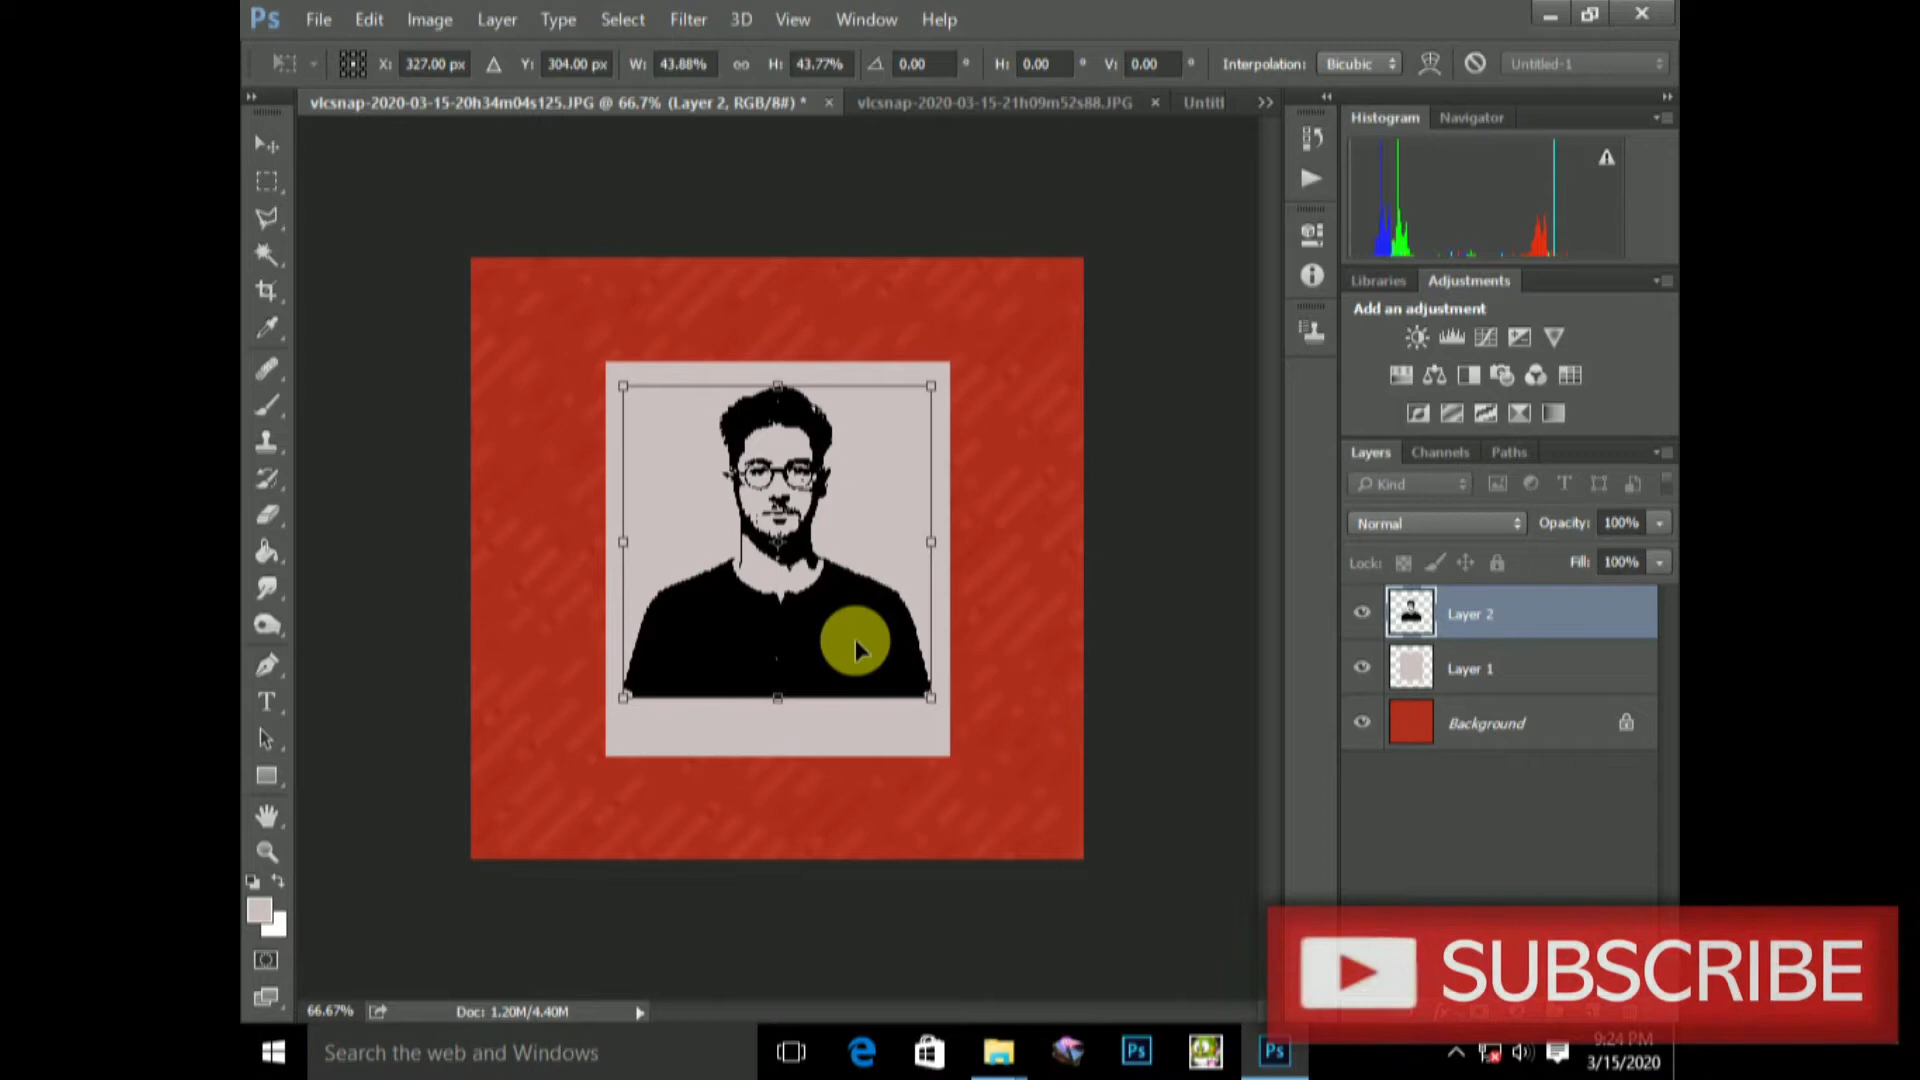 Ps File Edit Image Layer Type Select Filter 3D View Window Help
X: 327.00 px Y: 304.00 px W: 43.88% H: 43.77% 0.00 ° H: 0.00 ° V: 0.00 ° Interpolation: Bicubic Untitled-1
vlcsnap-2020-03-15-20h34m04s125.JPG @ 66.7% (Layer 2, RGB/8#) * × vlcsnap-2020-03-15-21h09m52s88.JPG × Untitl >>
Histogram Navigator
Libraries Adjustments
Add an adjustment
Layers Channels Paths
Kind
Normal Opacity: 100%
Lock: Fill: 100%
Layer 2
Layer 1
Background
SUBSCRIBE
66.67% Doc: 1.20M/4.40M
Search the web and Windows
Ps
Ps
9:24 PM
3/15/2020